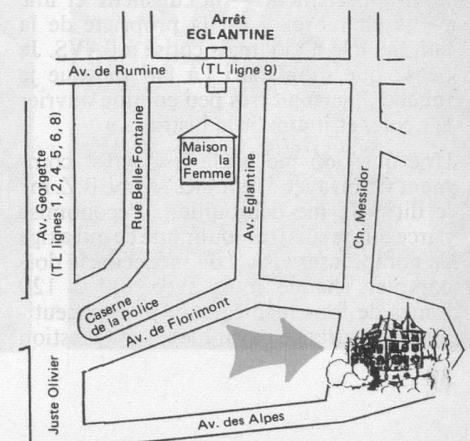 Arrêt
EGLANTINE
Av. de Rumine
(TL ligne 9)
Av. Georgette
(TL lignes 1, 2, 4, 5, 6, 8)
Rue Belle-Fontaine
Maison
de la
Femme
Av. Eglantine
Ch. Messidor
Caserne
de la Police
Av. de Florimont
Juste Olivier
Av. des Alpes